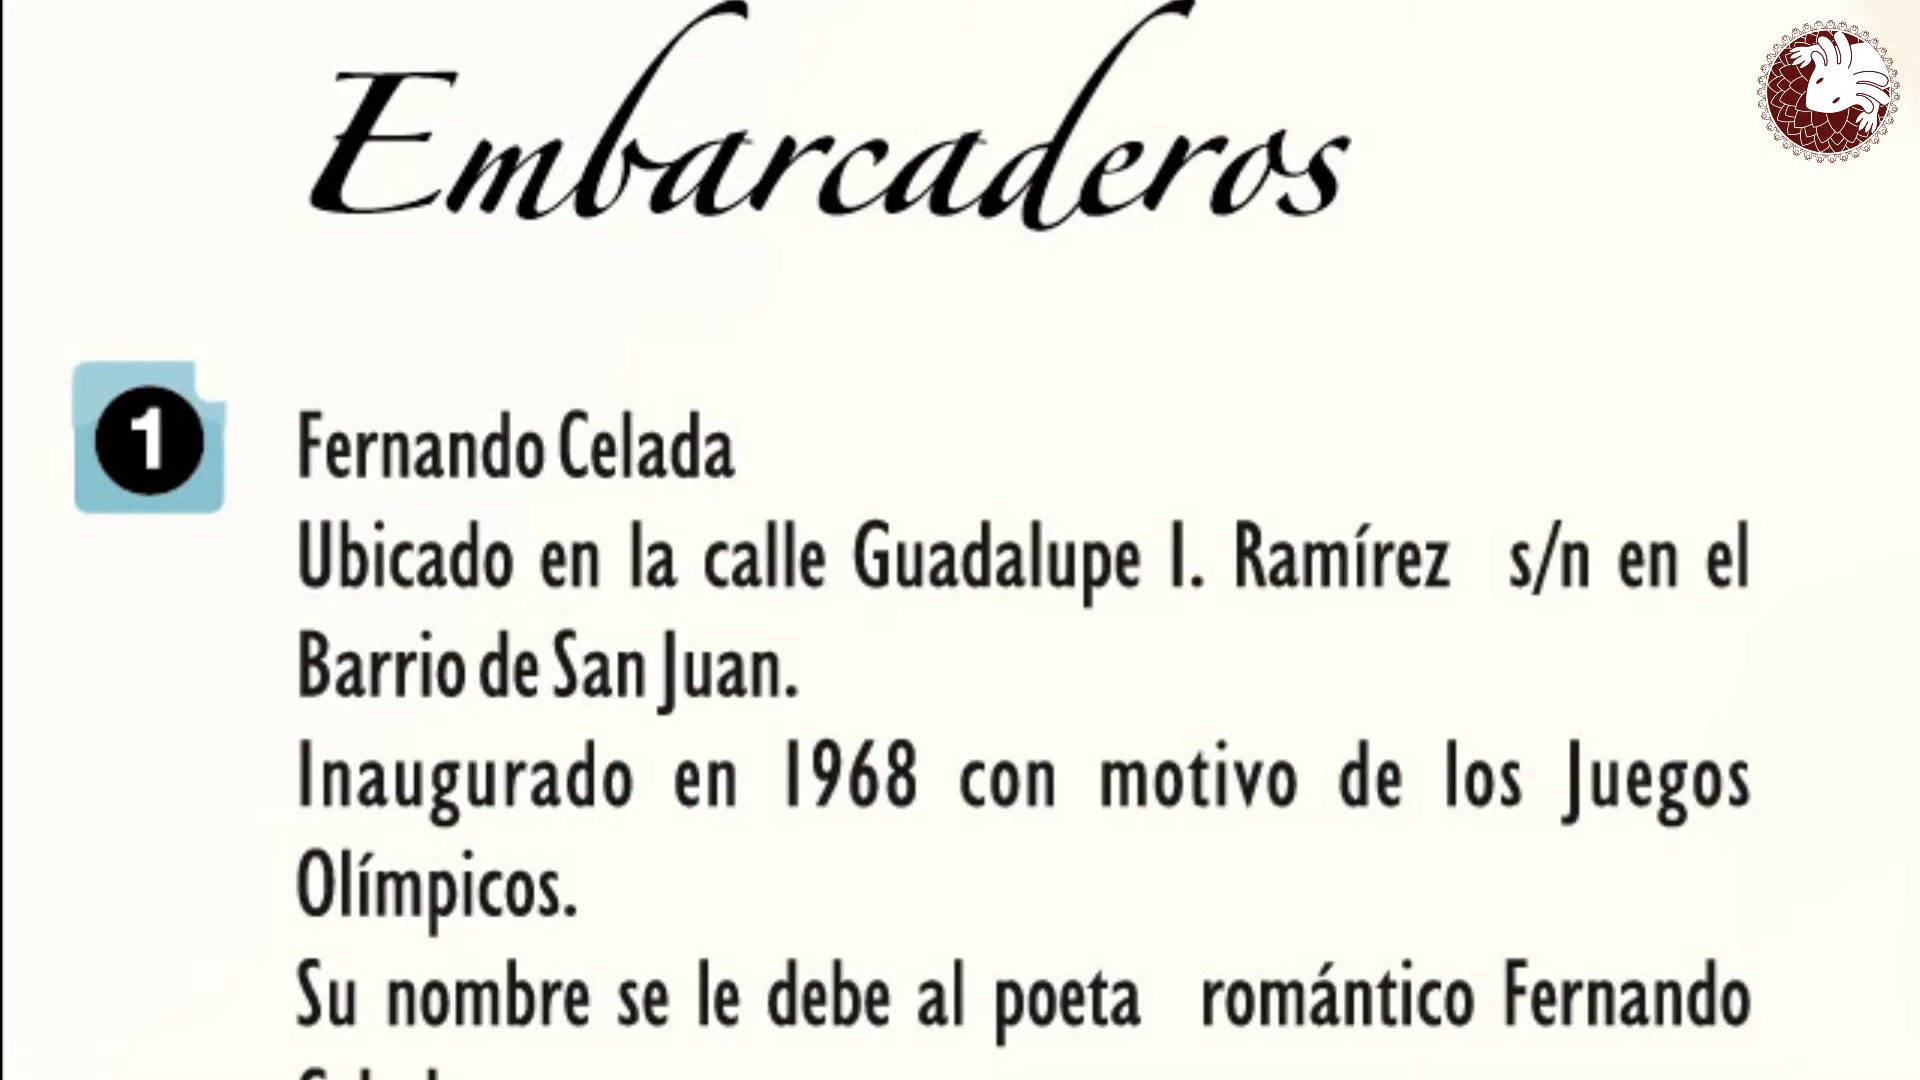 Embarcaderos
1
Fernando Celada
Ubicado en la calle Guadalupe I. Ramírez s/n en el
Barrio de San Juan.
Inaugurado en 1968 con motivo de los Juegos
Olímpicos.
Su nombre se le debe al poeta romántico Fernando